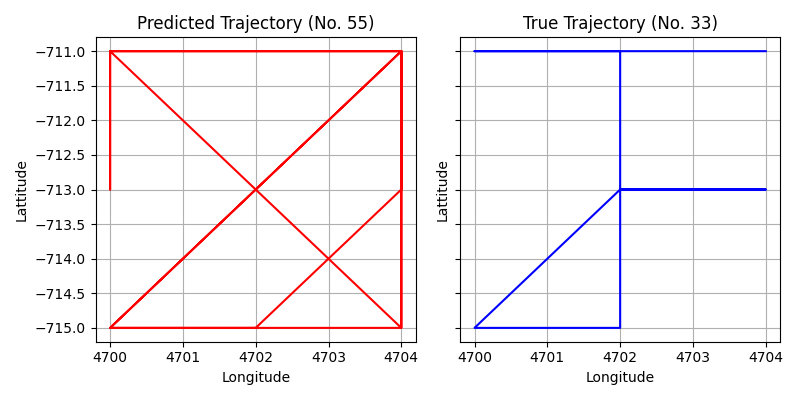 Predicted Trajectory (No. 55)
True Trajectory (No. 33)
−711.0
−711.5
−712.0
−712.5
−713.0
−713.5
−714.0
−714.5
−715.0
Lattitude
Lattitude
4700 4701 4702 4703 4704
4700 4701 4702 4703 4704
Longitude
Longitude